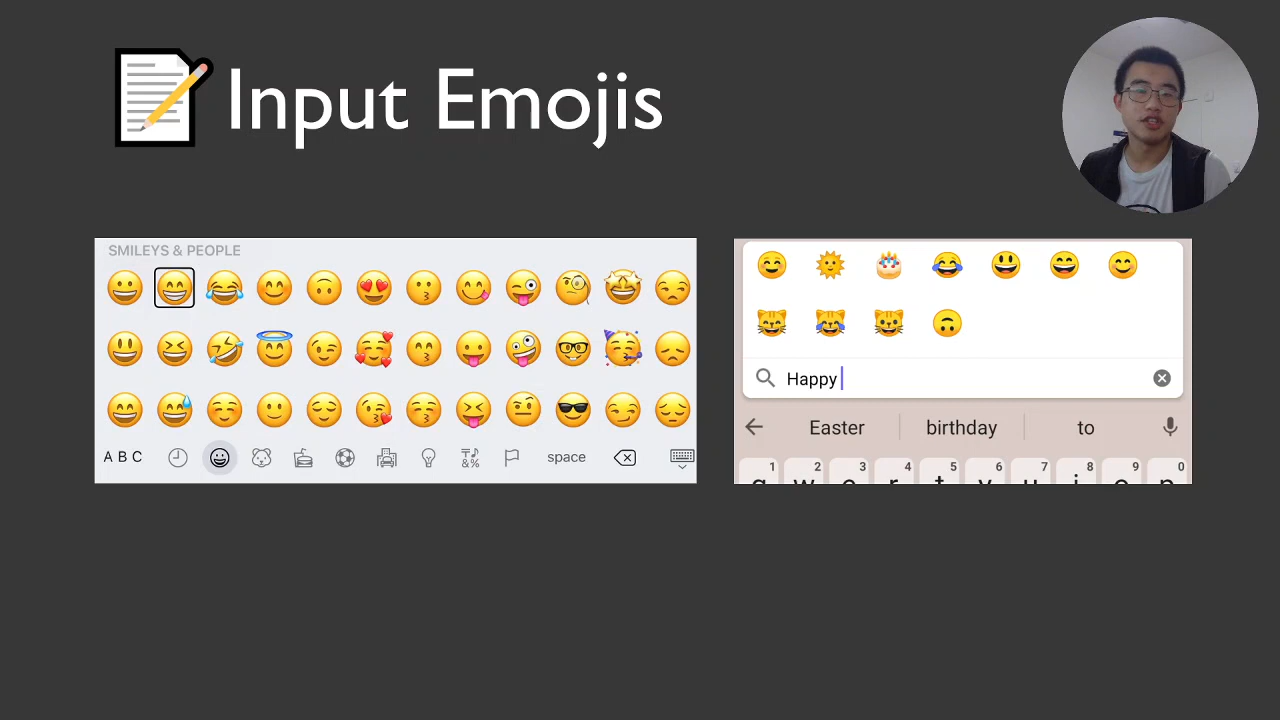 Input Emojis
SMILEYS & PEOPLE
A B C
space
Happy
Easter birthday to
1 2 3 4 5 6 7 8 9 0
q w e r t y u i o p